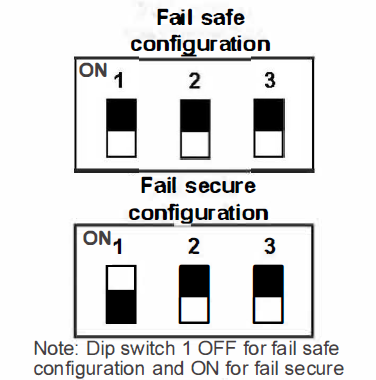 Fail safe
configuration
ON 1 2 3
Fail secure
configuration
ON 1 2 3
Note: Dip switch 1 OFF for fail safe
configuration and ON for fail secure